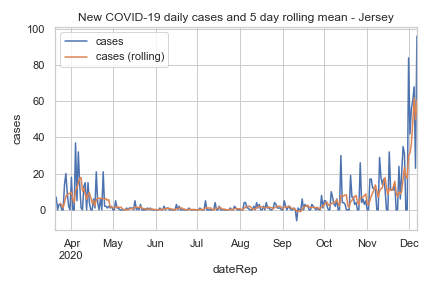 New COVID-19 daily cases and 5 day rolling mean - Jersey
cases
cases (rolling)
100
80
60
40
20
0
cases
Apr May Jun Jul Aug Sep Oct Nov Dec
2020
dateRep